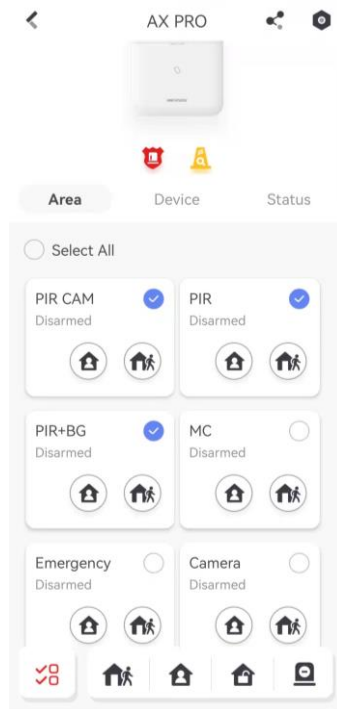 AX PRO
HIKVISION
Area Device Status
Select All
PIR CAM PIR
Disarmed Disarmed
PIR+BG MC
Disarmed Disarmed
Emergency Camera
Disarmed Disarmed